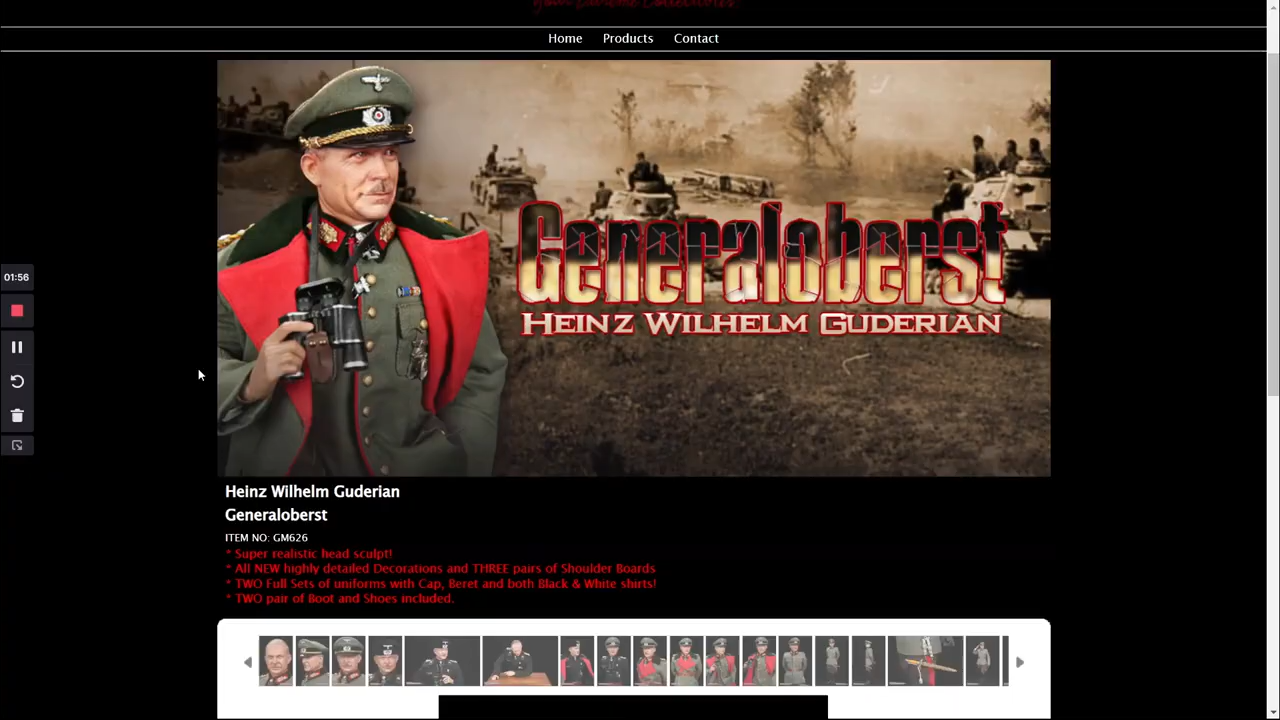 Home Products Contact
Generaloberst
HEINZ WILHELM GUDERIAN
01:56
Heinz Wilhelm Guderian
Generaloberst
ITEM NO: GM626
* Super realistic head sculpt!
* All NEW highly detailed Decorations and THREE pairs of Shoulder Boards
* TWO Full Sets of uniforms with Cap, Beret and both Black & White shirts!
* TWO pair of Boot and Shoes included.